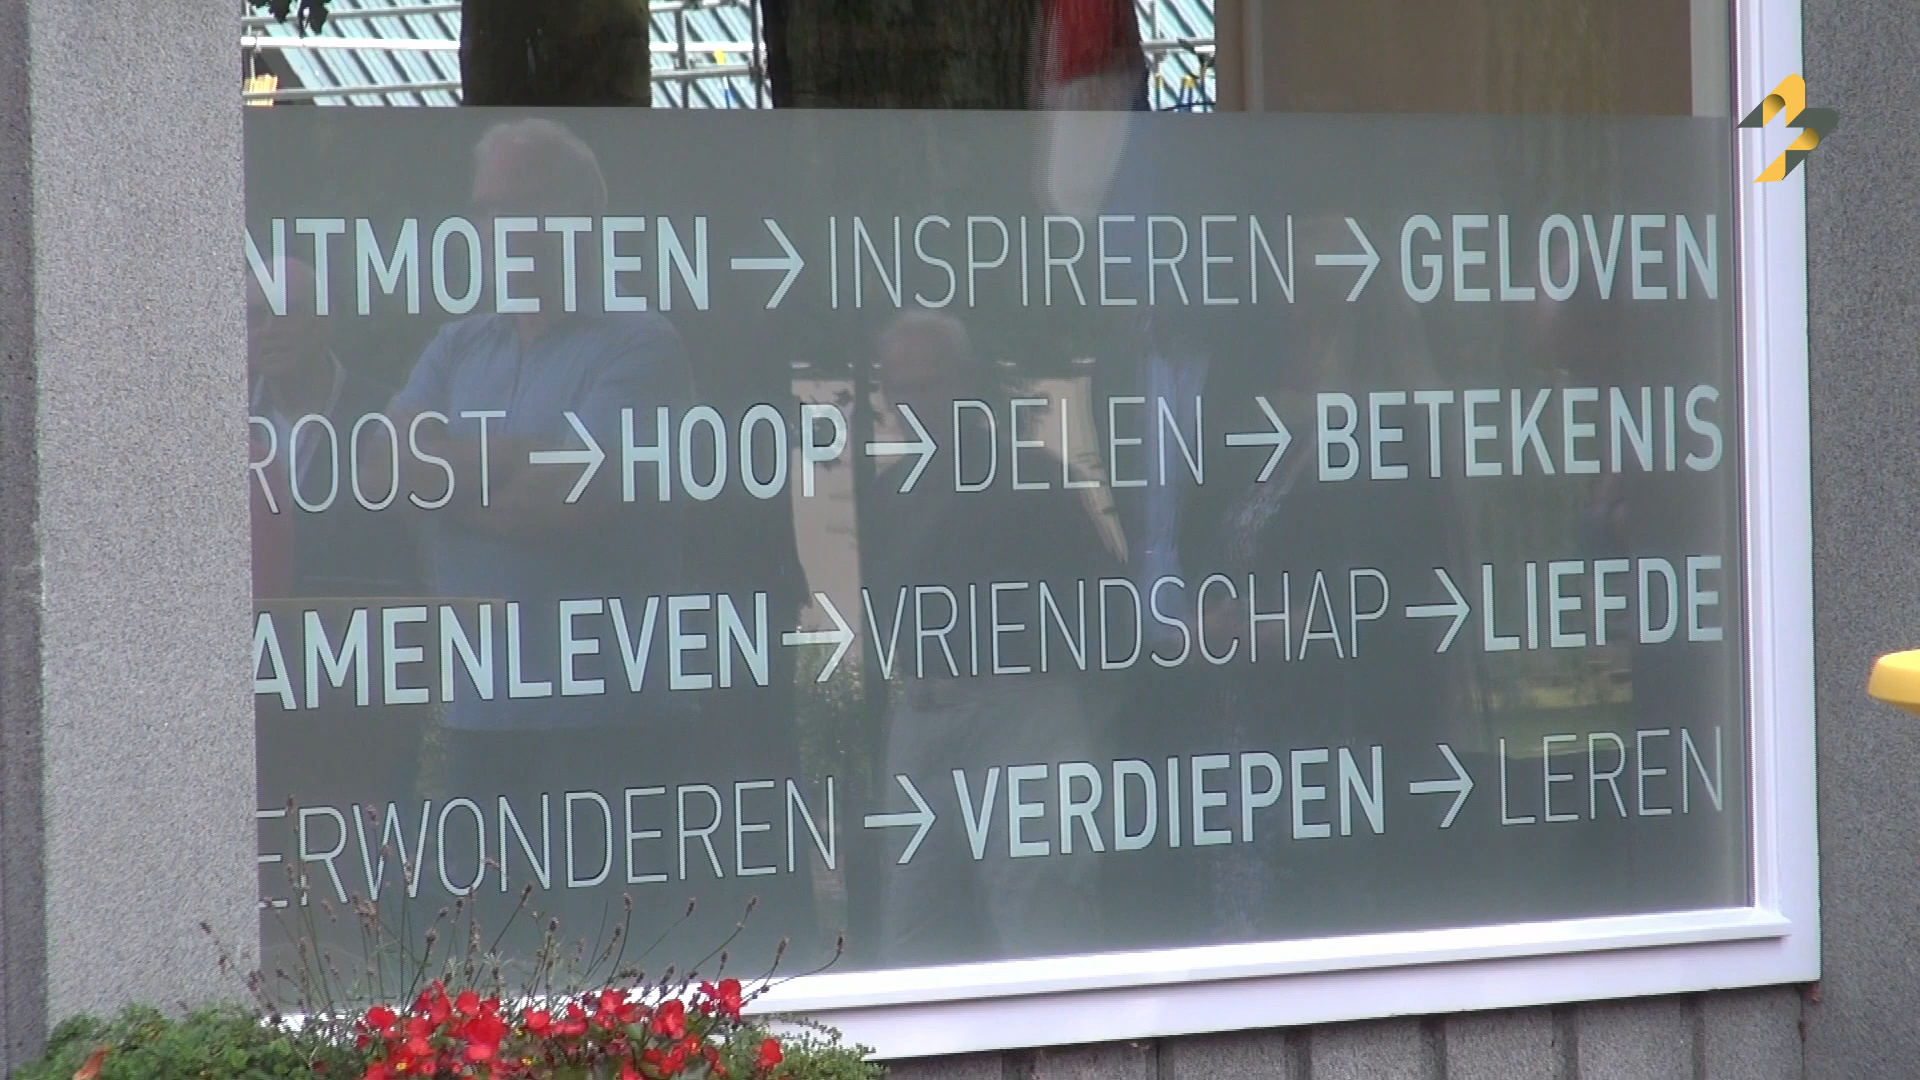 NTMOETEN → INSPIREREN → GELOVEN
ROOST → HOOP → DELEN → BETEKENIS
AMENLEVEN → VRIENDSCHAP → LIEFDE
ERWONDEREN → VERDIEPEN → LEREN